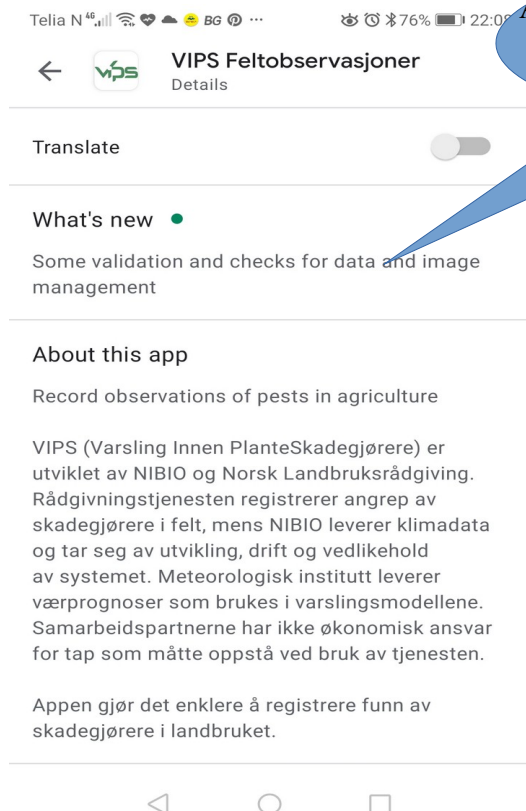 Telia N 46 BG 76% 22:0
VIPS Feltobservasjoner
vips
Details
Translate
What's new
Some validation and checks for data and image
management
About this app
Record observations of pests in agriculture
VIPS (Varsling Innen PlanteSkadegjørere) er
utviklet av NIBIO og Norsk Landbruksrådgiving.
Rådgivningstjenesten registrerer angrep av
skadegjørere i felt, mens NIBIO leverer klimadata
og tar seg av utvikling, drift og vedlikehold
av systemet. Meteorologisk institutt leverer
værprognoser som brukes i varslingsmodellene.
Samarbeidspartnerne har ikke økonomisk ansvar
for tap som måtte oppstå ved bruk av tjenesten.
Appen gjør det enklere å registrere funn av
skadegjørere i landbruket.